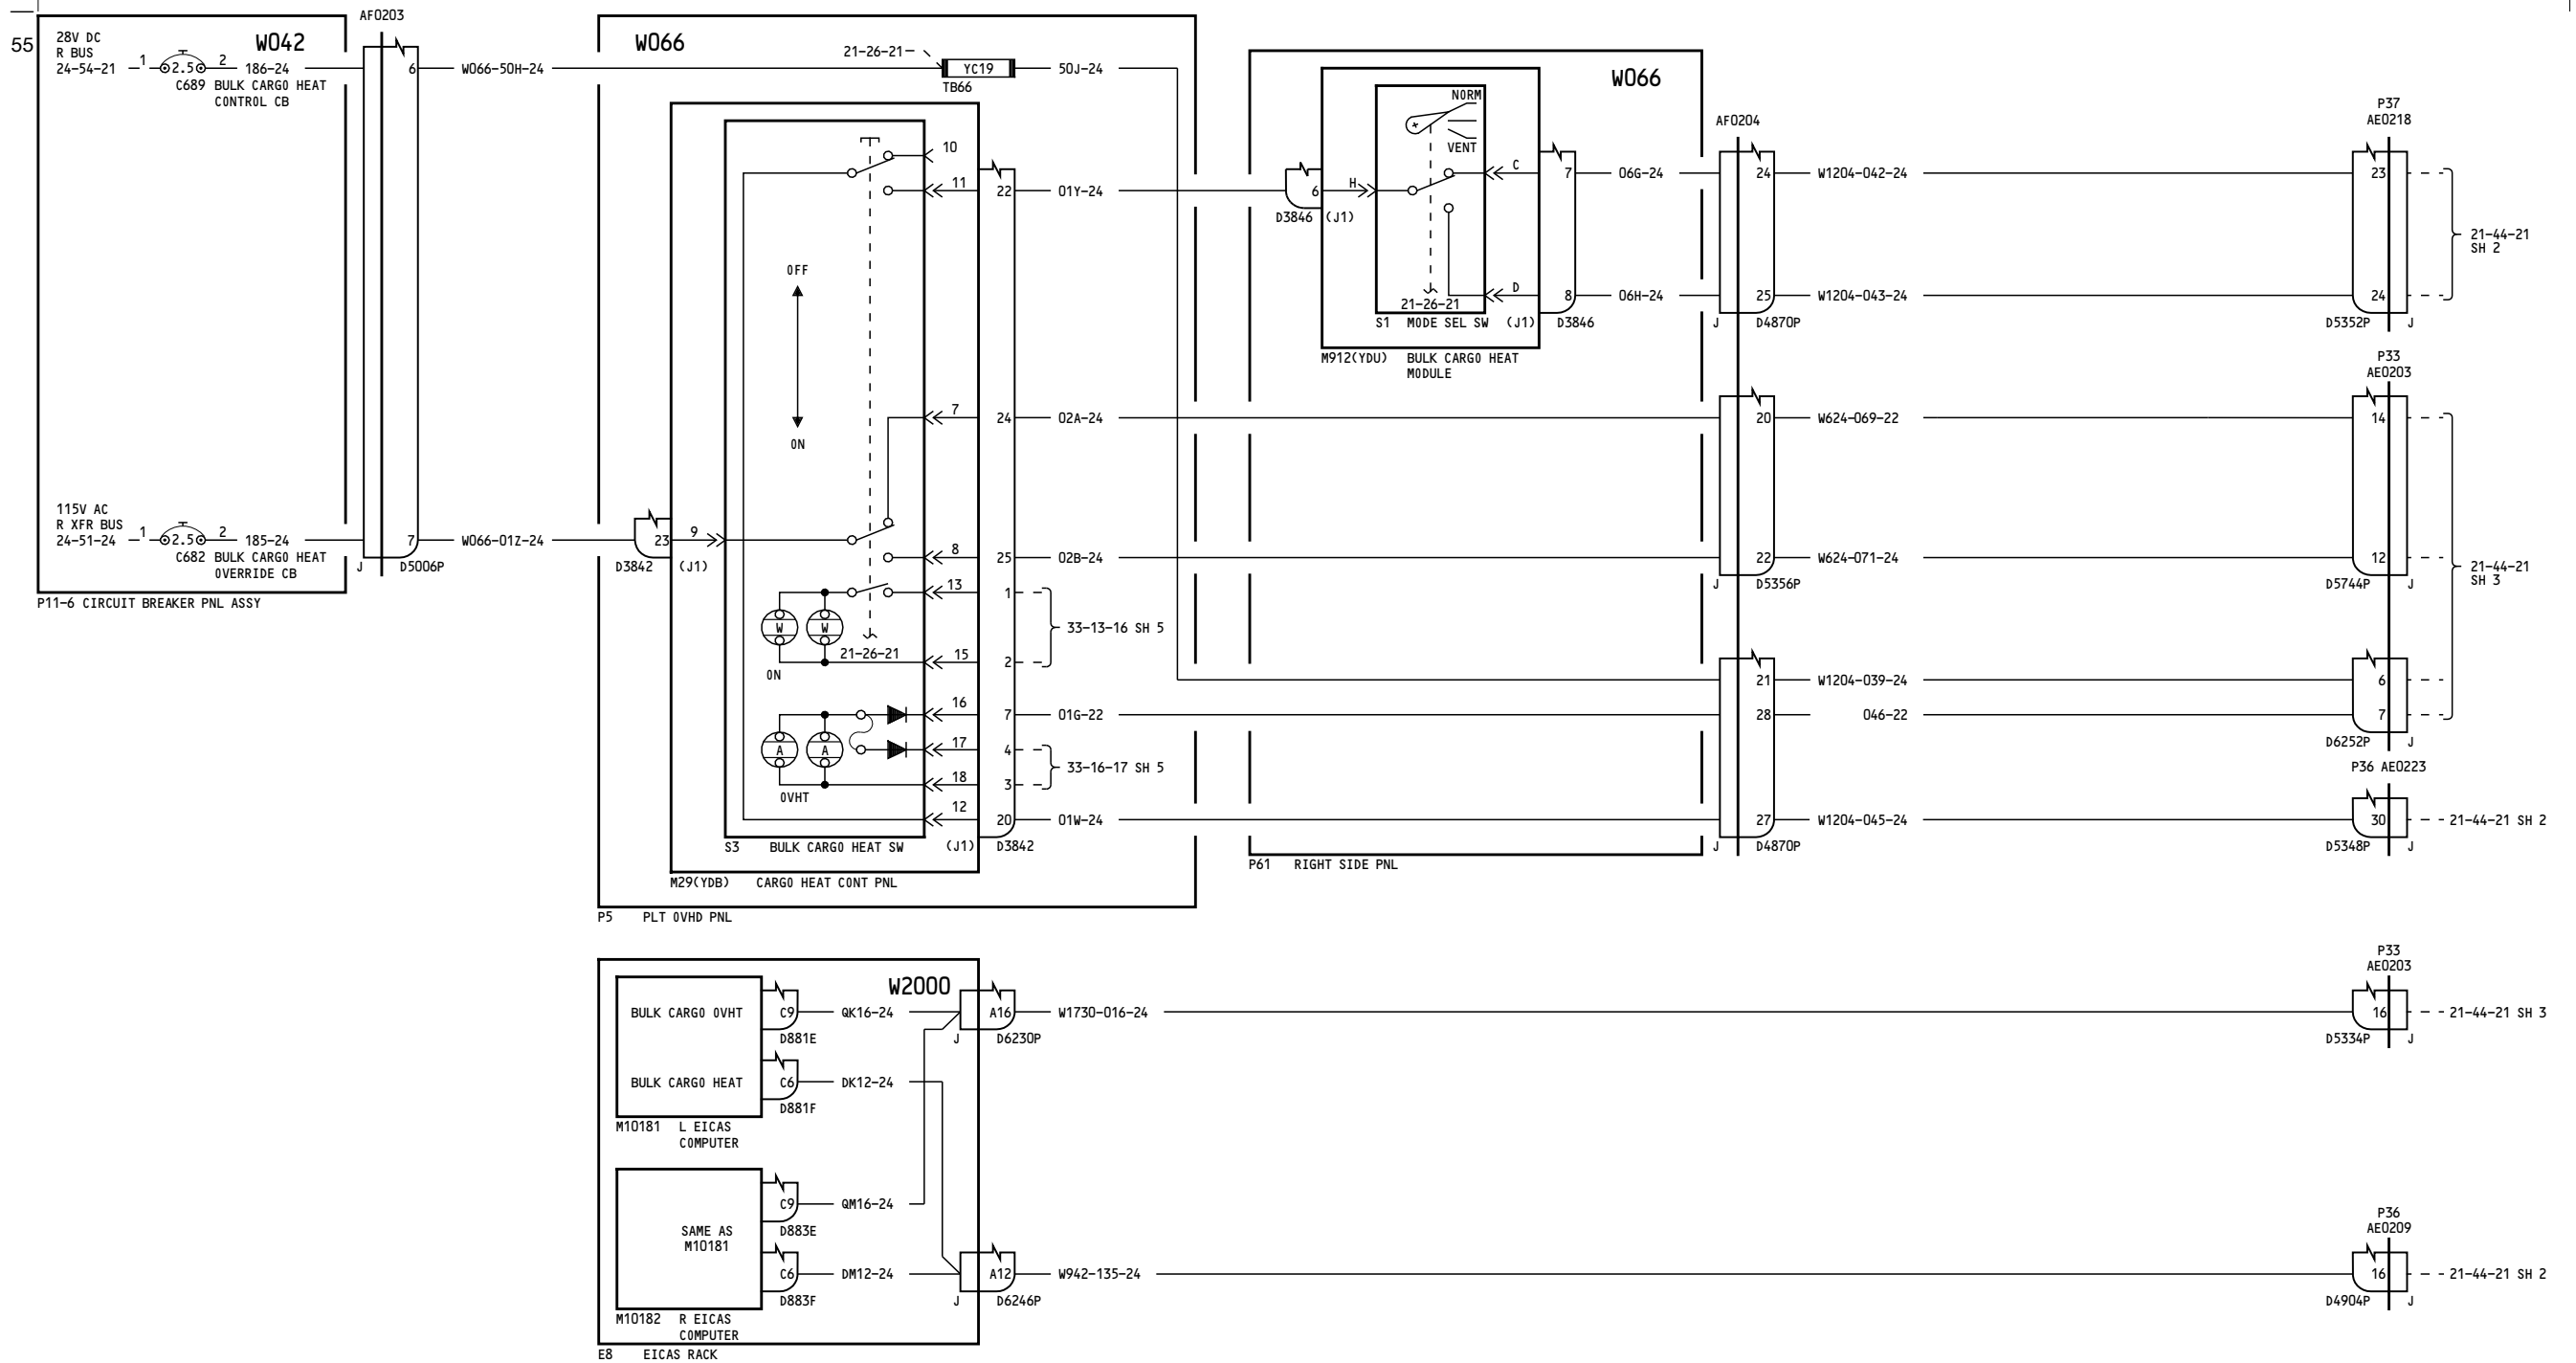 55
28V DC
R BUS
24-54-21
1
2.5
2
186-24
W042
C689 BULK CARGO HEAT
CONTROL CB
115V AC
R XFR BUS
24-51-24
1
2.5
2
185-24
C682 BULK CARGO HEAT
OVERRIDE CB
P11-6 CIRCUIT BREAKER PNL ASSY
AF0203
6
7
J
D5006P
W066-50H-24
W066-01Z-24
W066
21-26-21
YC19
TB66
50J-24
10
11
22
01Y-24
OFF
ON
7
24
02A-24
23
9
D3842
(J1)
8
25
02B-24
13
1
W
W
33-13-16 SH 5
21-26-21
15
2
ON
16
7
01G-22
A
A
17
4
33-16-17 SH 5
18
3
OVHT
12
20
01W-24
S3 BULK CARGO HEAT SW
(J1)
D3842
M29(YDB) CARGO HEAT CONT PNL
P5 PLT OVHD PNL
W066
NORM
VENT
6
H
D3846
(J1)
C
7
06G-24
D
8
06H-24
21-26-21
S1 MODE SEL SW
(J1)
D3846
M912(YDU) BULK CARGO HEAT
MODULE
P61 RIGHT SIDE PNL
AF0204
24
W1204-042-24
25
W1204-043-24
J
D4870P
20
W624-069-22
22
W624-071-24
J
D5356P
21
W1204-039-24
28
046-22
27
W1204-045-24
J
D4870P
P37
AE0218
23
24
D5352P
J
21-44-21
SH 2
P33
AE0203
14
12
D5744P
J
21-44-21
SH 3
6
7
D6252P
J
P36 AE0223
30
21-44-21 SH 2
D5348P
J
W2000
BULK CARGO OVHT
C9
QK16-24
D881E
BULK CARGO HEAT
C6
DK12-24
D881F
M10181 L EICAS
COMPUTER
J
A16
D6230P
W1730-016-24
C9
QM16-24
D883E
SAME AS
M10181
C6
DM12-24
D883F
M10182 R EICAS
COMPUTER
J
A12
D6246P
W942-135-24
E8 EICAS RACK
P33
AE0203
16
21-44-21 SH 3
D5334P
J
P36
AE0209
16
21-44-21 SH 2
D4904P
J